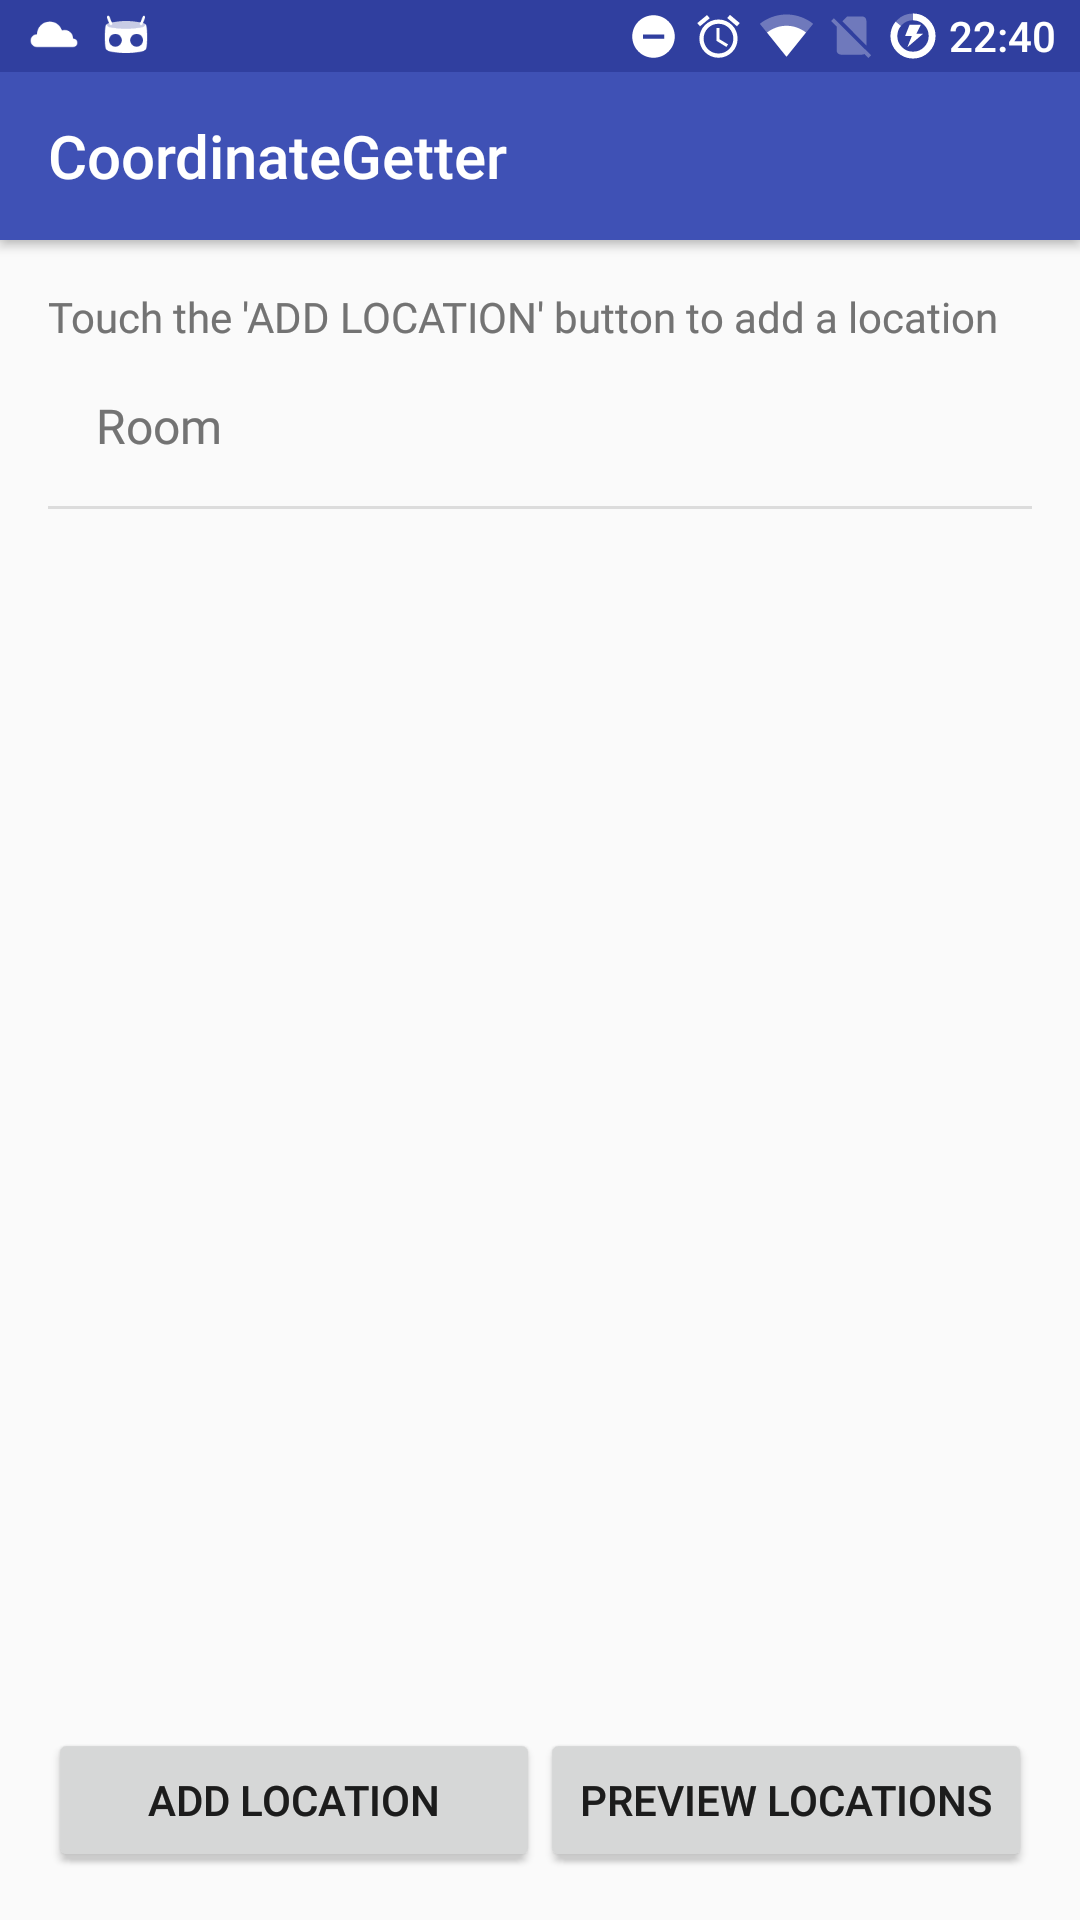 22:40
CoordinateGetter
Touch the 'ADD LOCATION' button to add a location
Room
ADD LOCATION
PREVIEW LOCATIONS